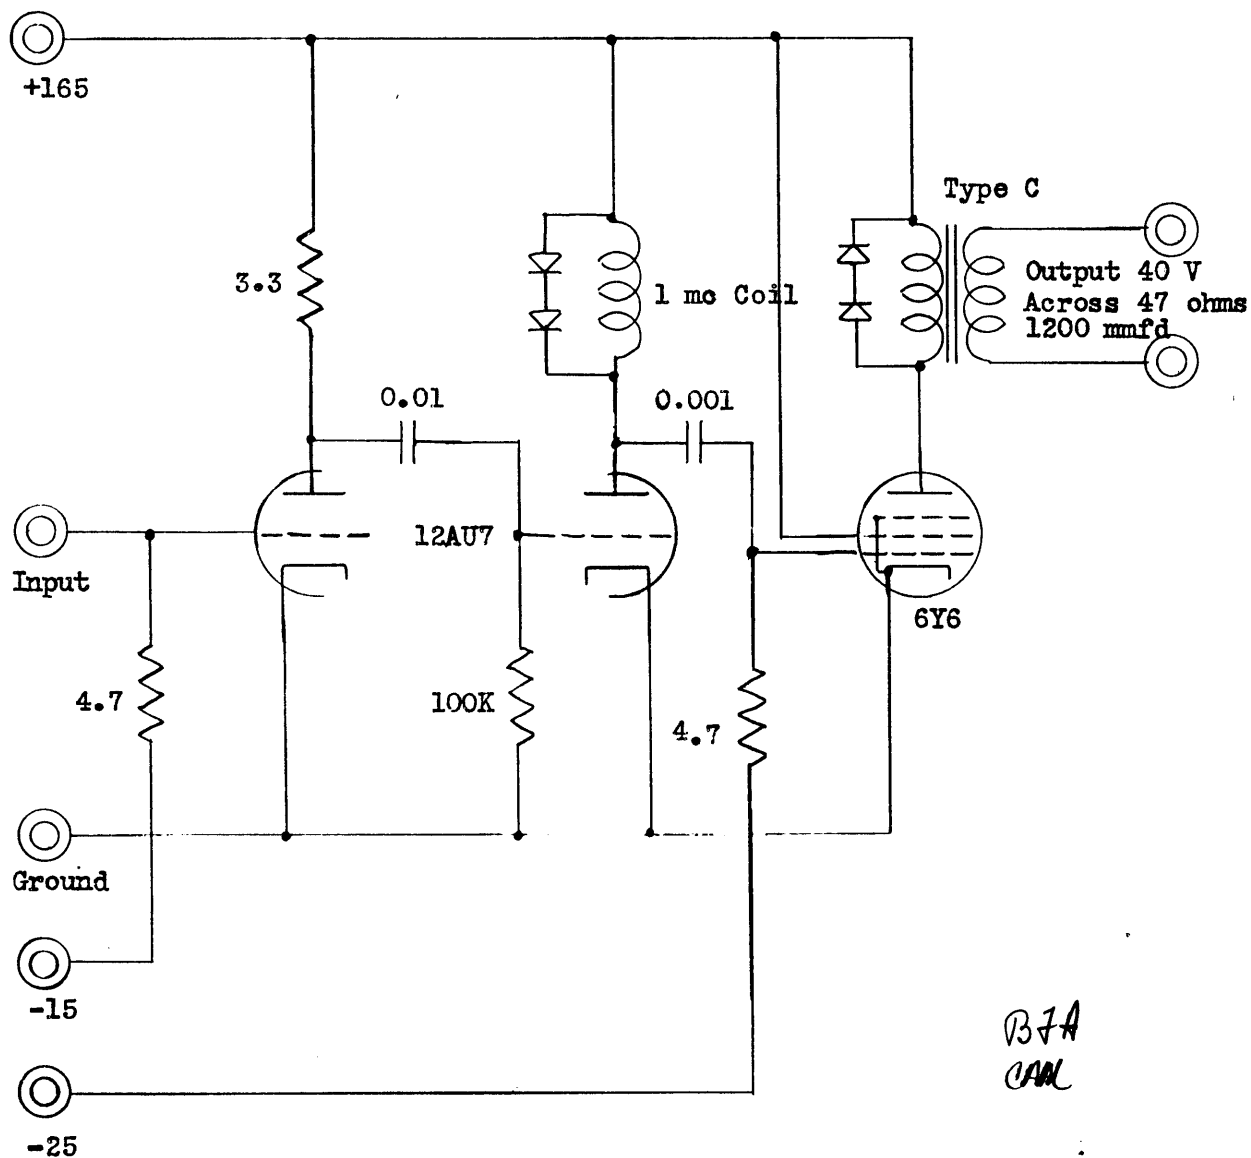 +165
Type C
3.3
1 mc Coil
Output 40 V
Across 47 ohms
1200 mmfd
0.01
0.001
12AU7
Input
6Y6
4.7
100K
4.7
Ground
-15
BJA
-25